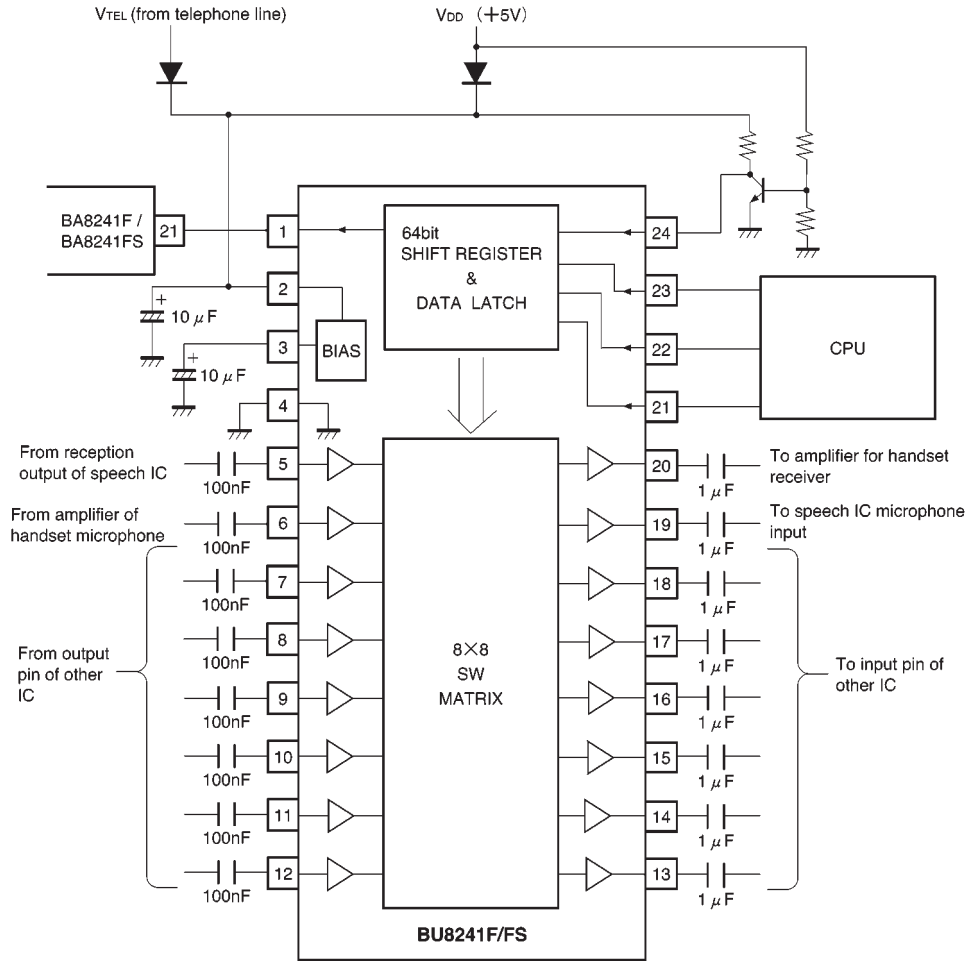 VTEL (from telephone line)
VDD (+5V)
BA8241F /
BA8241FS
21
1
2
3
4
+
10 μF
+
10 μF
BIAS
64bit
SHIFT REGISTER
&
DATA LATCH
24
23
22
21
CPU
From reception
output of speech IC
100nF
5
From amplifier of
handset microphone
100nF
6
100nF
7
100nF
8
100nF
9
100nF
10
100nF
11
100nF
12
From output
pin of other
IC
8×8
SW
MATRIX
20
1 μF
To amplifier for handset
receiver
19
1 μF
To speech IC microphone
input
18
1 μF
17
1 μF
16
1 μF
15
1 μF
14
1 μF
13
1 μF
To input pin of
other IC
BU8241F/FS